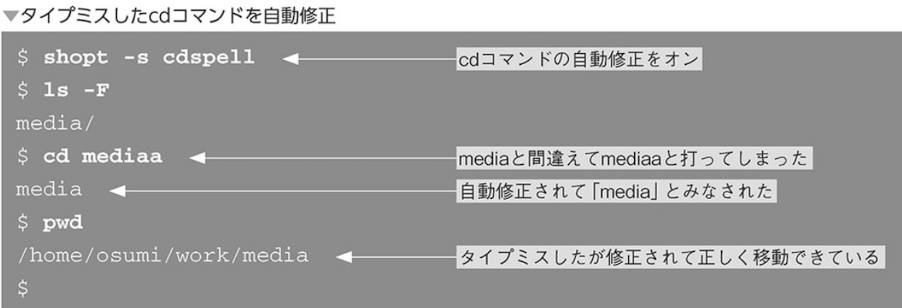 ▼タイプミスしたcdコマンドを自動修正
$ shopt -s cdspell cdコマンドの自動修正をオン
$ ls -F
media/
$ cd mediaa mediaと間違えてmediaaと打ってしまった
media 自動修正されて「media」とみなされた
$ pwd
/home/osumi/work/media タイプミスしたが修正されて正しく移動できている
$